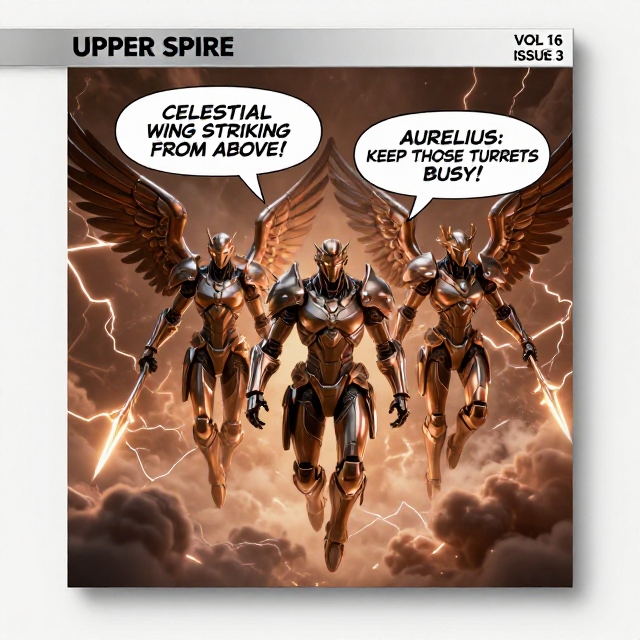 UPPER SPIRE
VOL 16
ISSUE 3
CELESTIAL
WING STRIKING
FROM ABOVE!
AURELIUS:
KEEP THOSE TURRETS
BUSY!